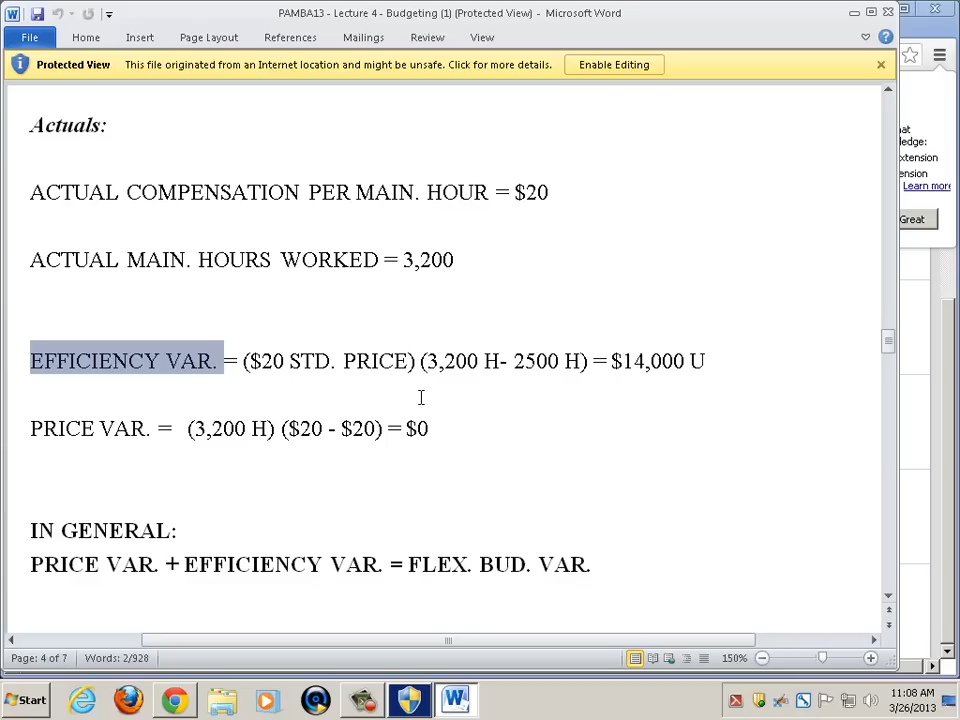 PAMBA13 - Lecture 4 - Budgeting (1) (Protected View) - Microsoft Word
File Home Insert Page Layout References Mailings Review View
Protected View This file originated from an Internet location and might be unsafe. Click for more details. Enable Editing
Actuals:
ACTUAL COMPENSATION PER MAIN. HOUR = $20
ACTUAL MAIN. HOURS WORKED = 3,200
EFFICIENCY VAR. = ($20 STD. PRICE) (3,200 H- 2500 H) = $14,000 U
PRICE VAR. = (3,200 H) ($20 - $20) = $0
IN GENERAL:
PRICE VAR. + EFFICIENCY VAR. = FLEX. BUD. VAR.
Learn more
Great
Page: 4 of 7 Words: 2/928 150%
Start 11:08 AM
3/26/2013